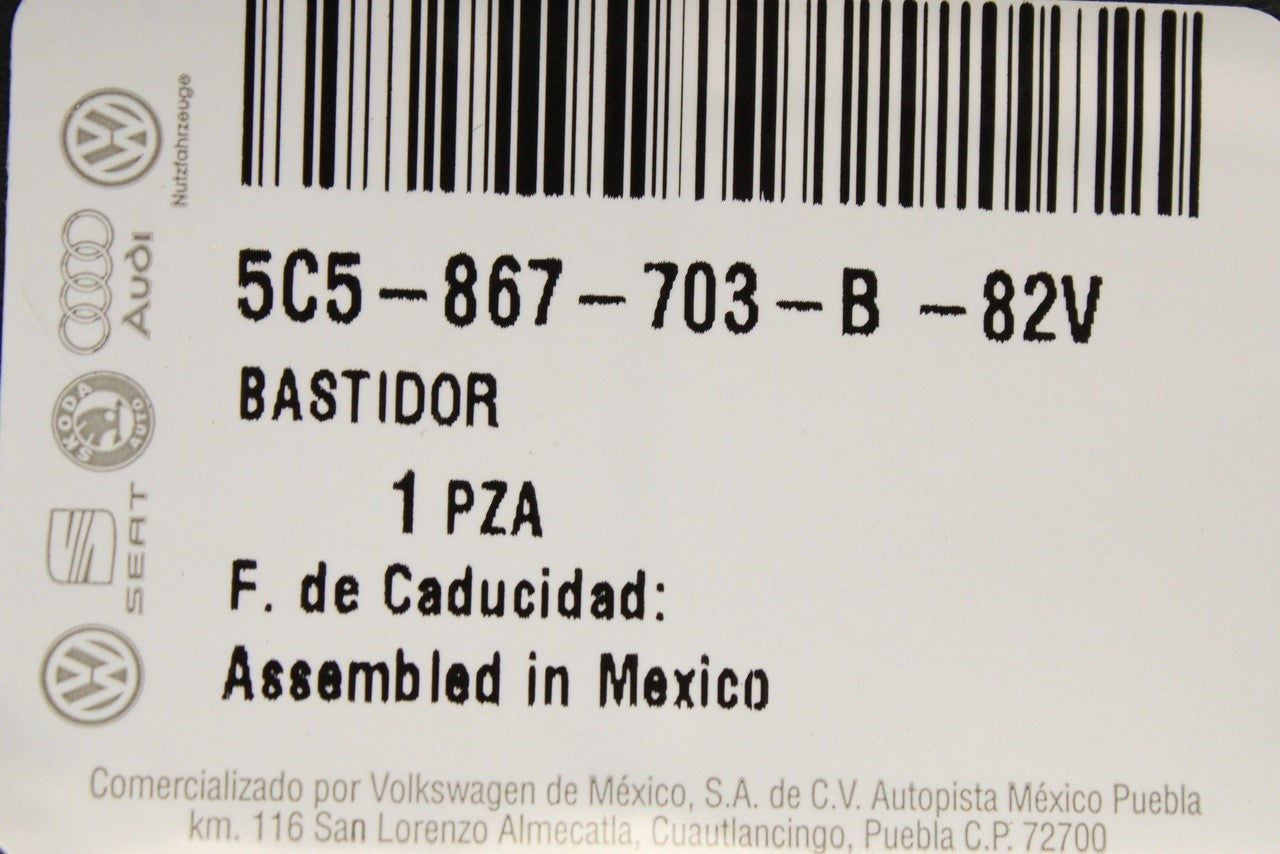 5C5-867-703-B -82V
BASTIDOR
1 PZA
F. de Caducidad:
Assembled in Mexico
Comercializado por Volkswagen de México, S.A. de C.V. Autopista México Puebla
km. 116 San Lorenzo Almecatla, Cuautlancingo, Puebla C.P. 72700
Nutzfahrzeuge
AUDI
SKODA AUTO
SEAT